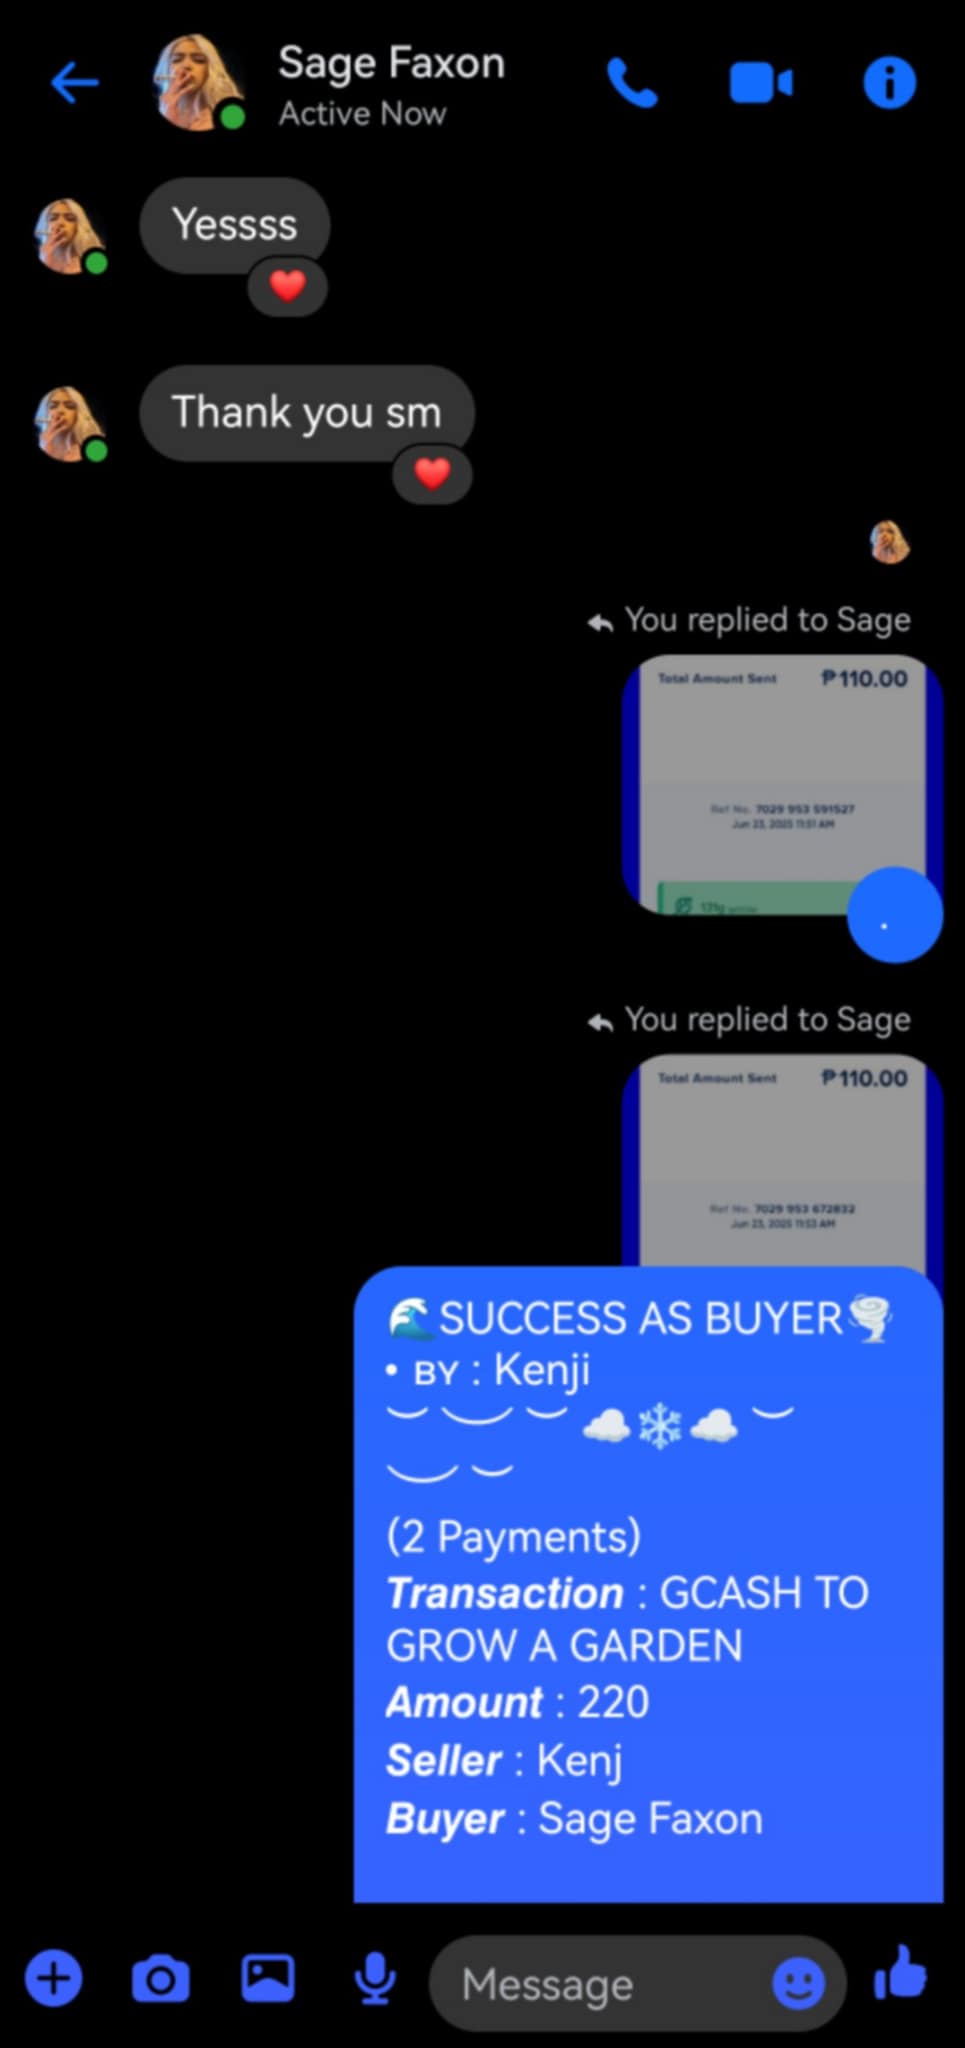 Sage Faxon
Active Now
Yessss
Thank you sm
You replied to Sage
Total Amount Sent ₱110.00
Ref No. 7029 953 591527
Jun 23, 2025 11:51 AM
131g
.
You replied to Sage
Total Amount Sent ₱110.00
Ref No. 7029 953 672832
Jun 23, 2025 11:53 AM
🌊SUCCESS AS BUYER🌪️
• ʙʏ : Kenji
︶ ︶ ︶ ☁️❄️☁️ ︶
︶ ︶
(2 Payments)
Transaction : GCASH TO
GROW A GARDEN
Amount : 220
Seller : Kenj
Buyer : Sage Faxon
Message